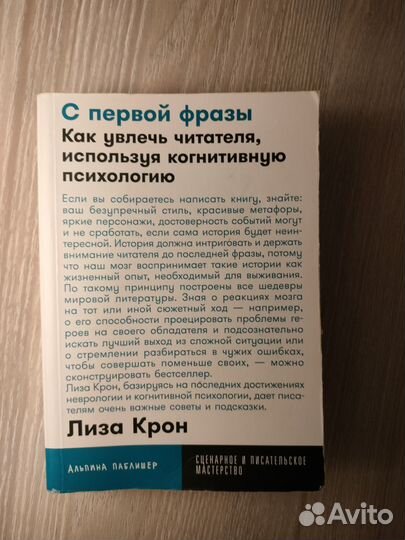 С первой фразы
Как увлечь читателя,
используя когнитивную
психологию
Если вы собираетесь написать книгу, знайте:
ваш безупречный стиль, красивые метафоры,
яркие персонажи, достоверность событий могут
и не сработать, если сама история будет неин-
тересной. История должна интриговать и держать
внимание читателя до последней фразы, потому
что наш мозг воспринимает такие истории как
жизненный опыт, необходимый для выживания.
По такому принципу построены все шедевры
мировой литературы. Зная о реакциях мозга
на тот или иной сюжетный ход — например,
о его способности проецировать проблемы ге-
роев на своего обладателя и подсознательно
искать лучший выход из сложной ситуации или
о стремлении разбираться в чужих ошибках,
чтобы совершать поменьше своих, — можно
сконструировать бестселлер.
Лиза Крон, базируясь на последних достижениях
неврологии и когнитивной психологии, дает писа-
телям очень важные советы и подсказки.
Лиза Крон
АЛЬПИНА ПАБЛИШЕР
СЦЕНАРНОЕ И ПИСАТЕЛЬСКОЕ
МАСТЕРСТВО
Avito